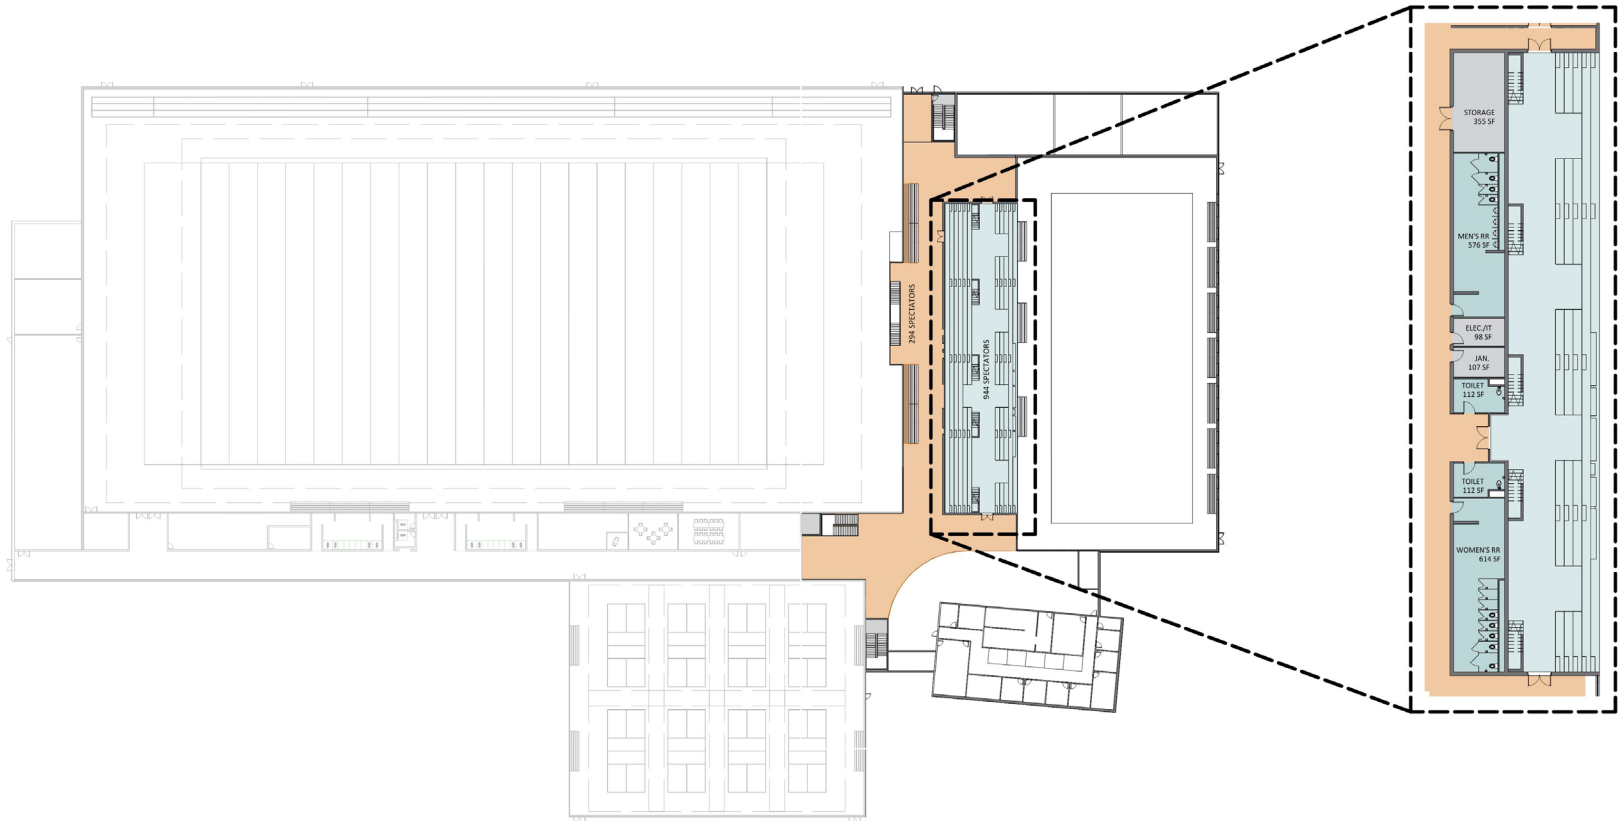 294 SPECTATORS
944 SPECTATORS
STORAGE
355 SF
MEN'S RR
576 SF
ELEC./IT
98 SF
JAN.
107 SF
TOILET
112 SF
TOILET
112 SF
WOMEN'S RR
614 SF